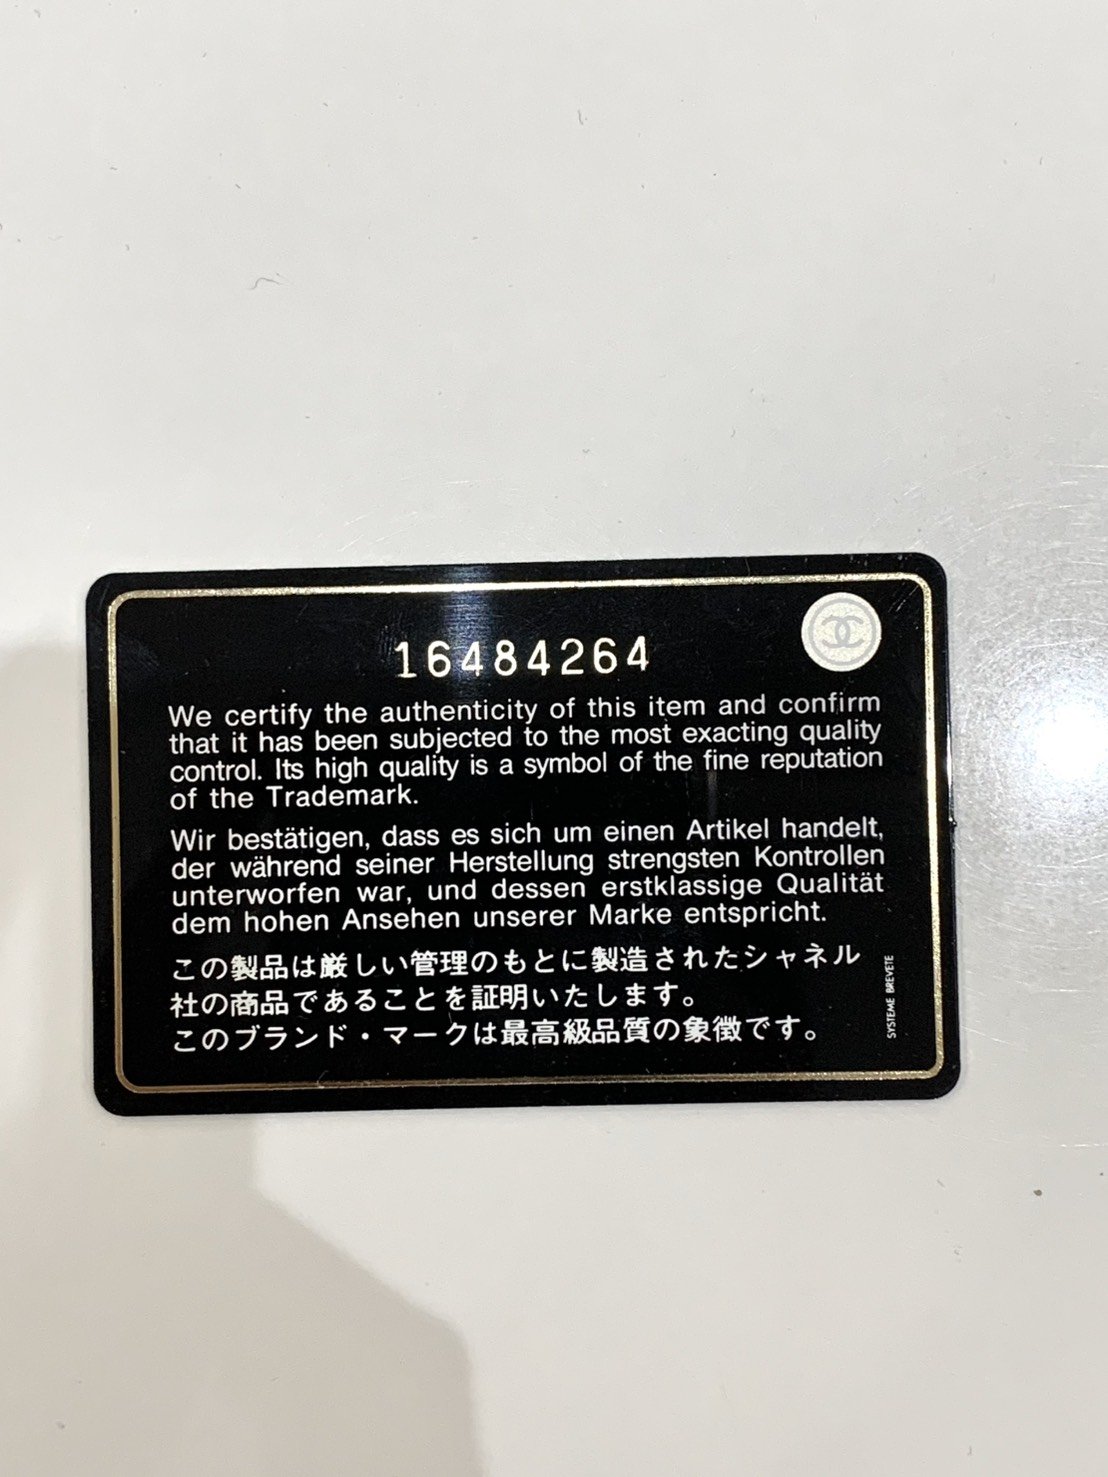 16484264
We certify the authenticity of this item and confirm
that it has been subjected to the most exacting quality
control. Its high quality is a symbol of the fine reputation
of the Trademark.
Wir bestätigen, dass es sich um einen Artikel handelt,
der während seiner Herstellung strengsten Kontrollen
unterworfen war, und dessen erstklassige Qualität
dem hohen Ansehen unserer Marke entspricht.
この製品は厳しい管理のもとに製造されたシャネル
社の商品であることを証明いたします。
このブランド・マークは最高級品質の象徴です。
SYSTEME BREVETE